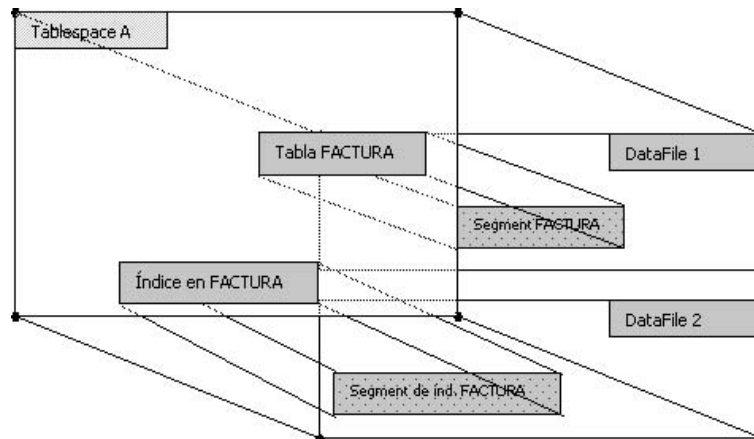 Tablespace A
Tabla FACTURA
DataFile 1
Segment FACTURA
Índice en FACTURA
DataFile 2
Segment de índ. FACTURA